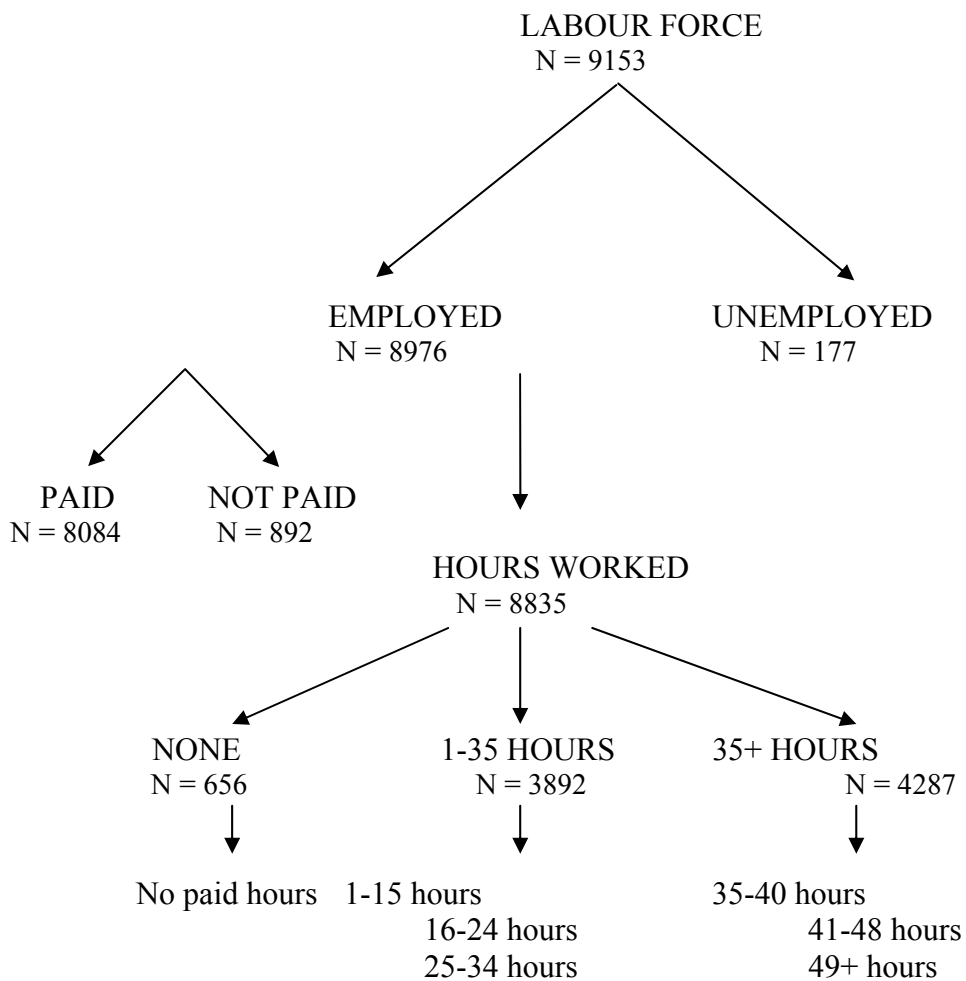 LABOUR FORCE
N = 9153
EMPLOYED
N = 8976
UNEMPLOYED
N = 177
PAID
N = 8084
NOT PAID
N = 892
HOURS WORKED
N = 8835
NONE
N = 656
1-35 HOURS
N = 3892
35+ HOURS
N = 4287
No paid hours
1-15 hours
16-24 hours
25-34 hours
35-40 hours
41-48 hours
49+ hours